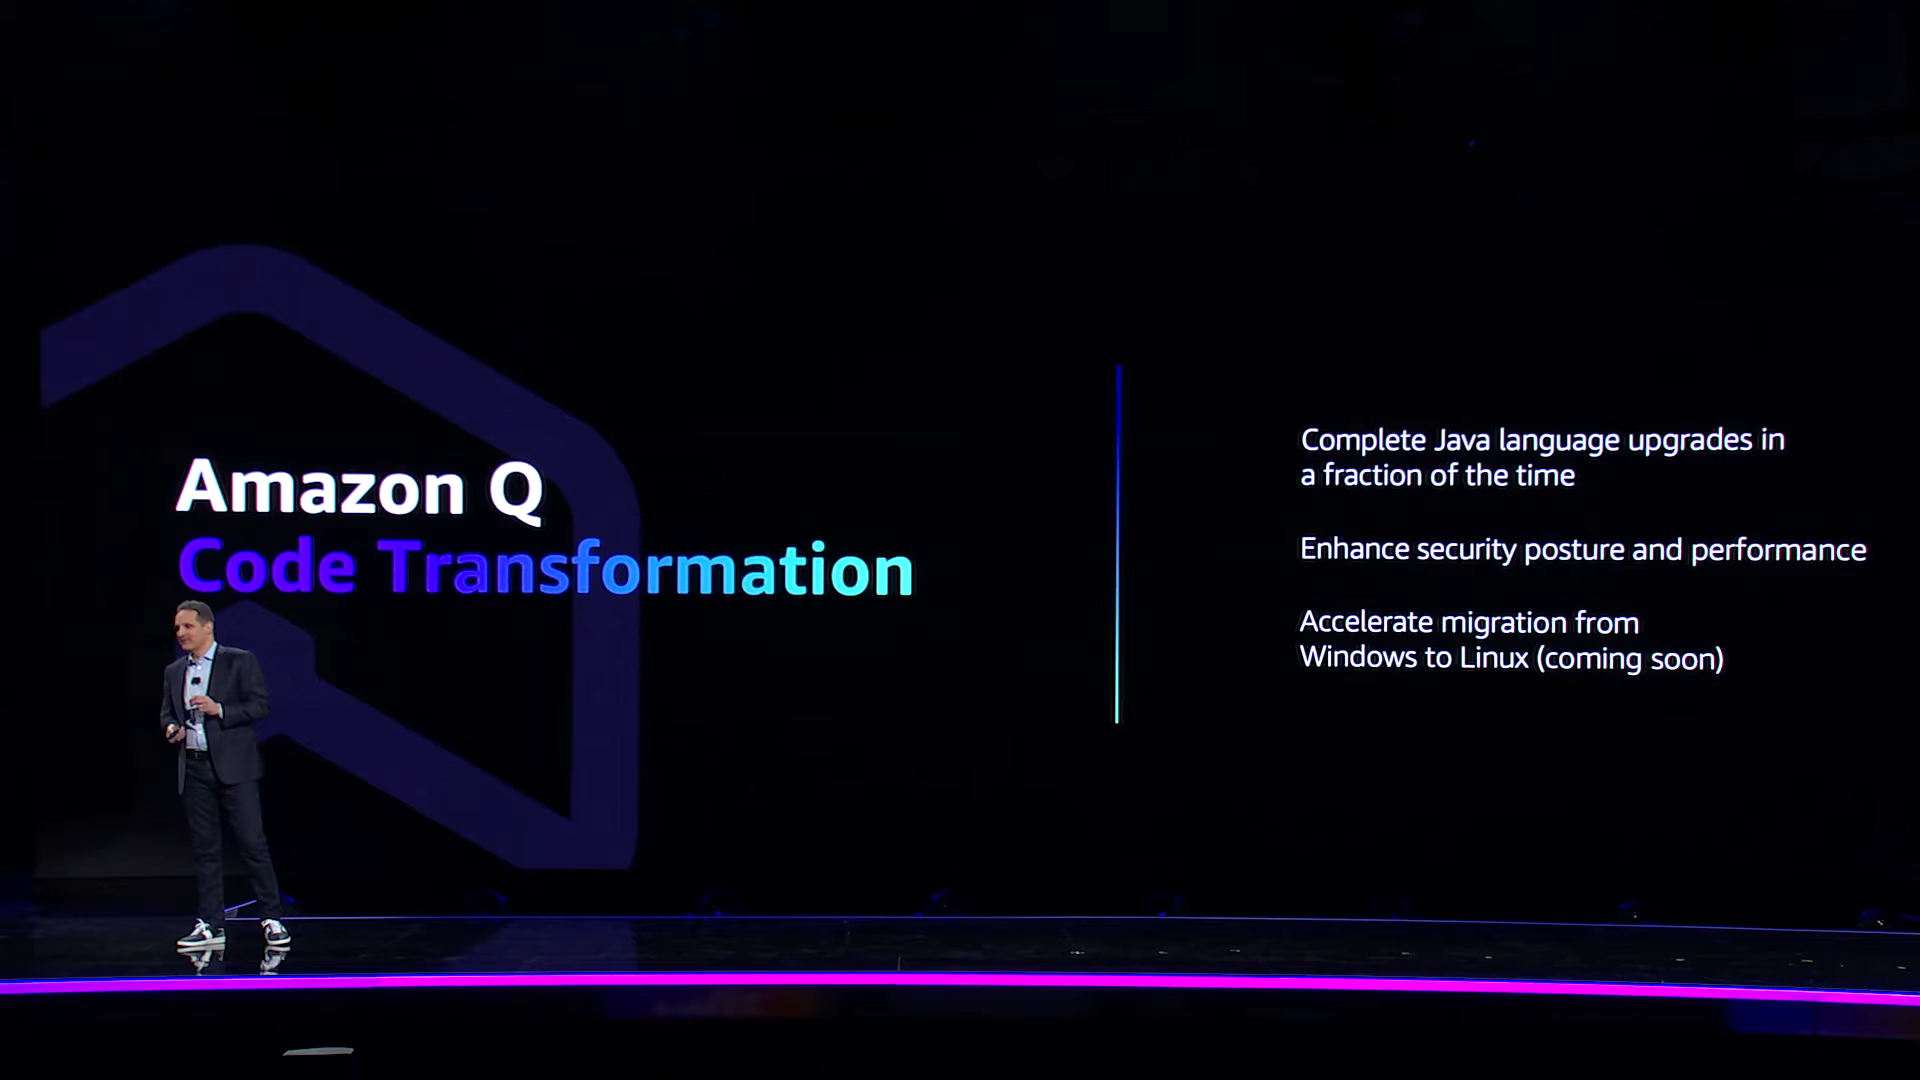 Amazon Q
Code Transformation
Complete Java language upgrades in
a fraction of the time
Enhance security posture and performance
Accelerate migration from
Windows to Linux (coming soon)